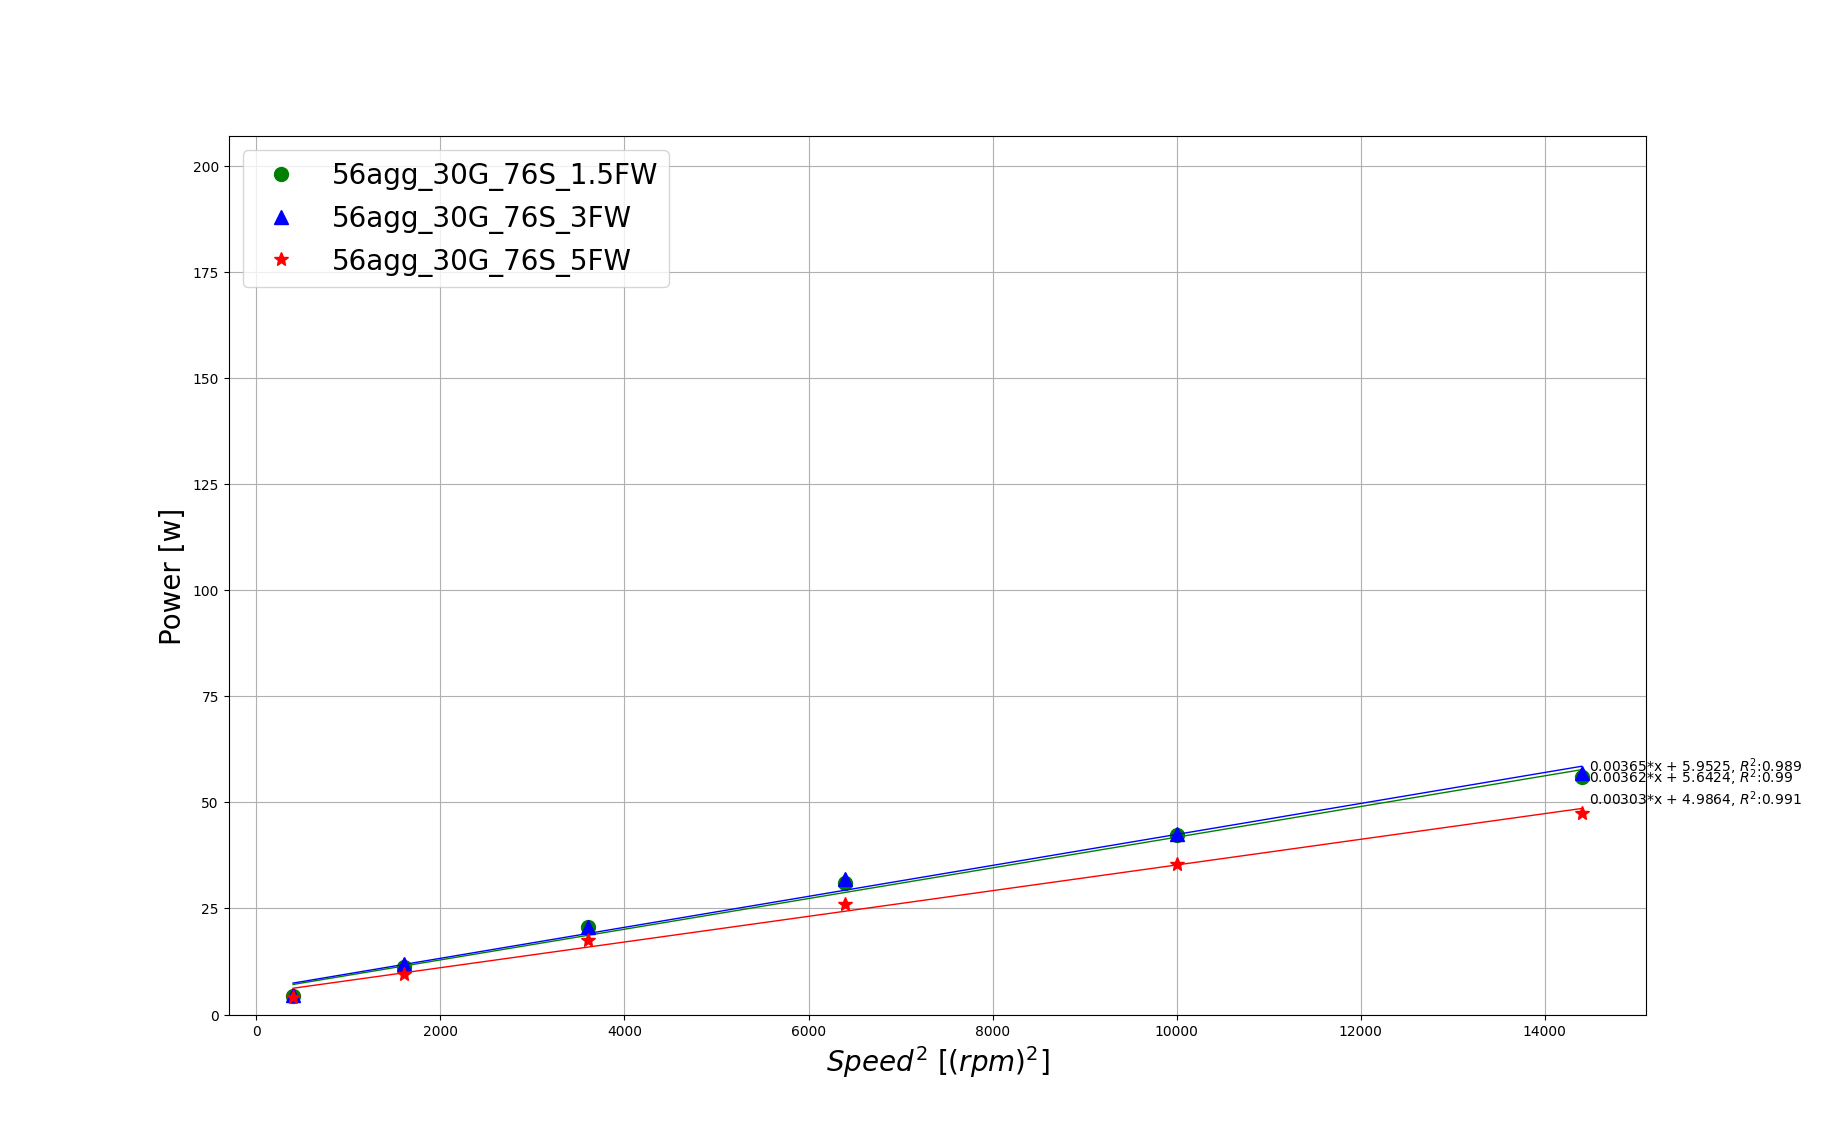 56agg_30G_76S_1.5FW
56agg_30G_76S_3FW
56agg_30G_76S_5FW
200
175
150
125
100
75
50
25
0
Power [w]
0.00365*x + 5.9525, R²:0.989
0.00362*x + 5.6424, R²:0.99
0.00303*x + 4.9864, R²:0.991
0 2000 4000 6000 8000 10000 12000 14000
Speed² [(rpm)²]